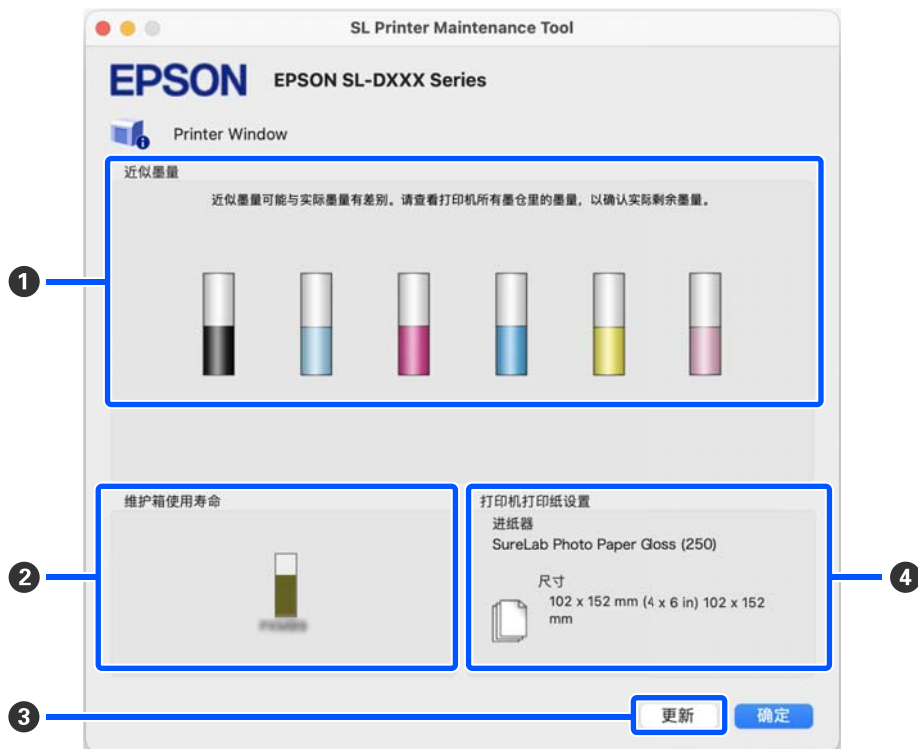 SL Printer Maintenance Tool
EPSON
EPSON SL-DXXX Series
Printer Window
近似墨量
近似墨量可能与实际墨量有差别。请查看打印机所有墨仓里的墨量，以确认实际剩余墨量。
1
维护箱使用寿命
2
打印机打印纸设置
进纸器
SureLab Photo Paper Gloss (250)
尺寸
102 x 152 mm (4 x 6 in) 102 x 152
mm
4
3
更新
确定